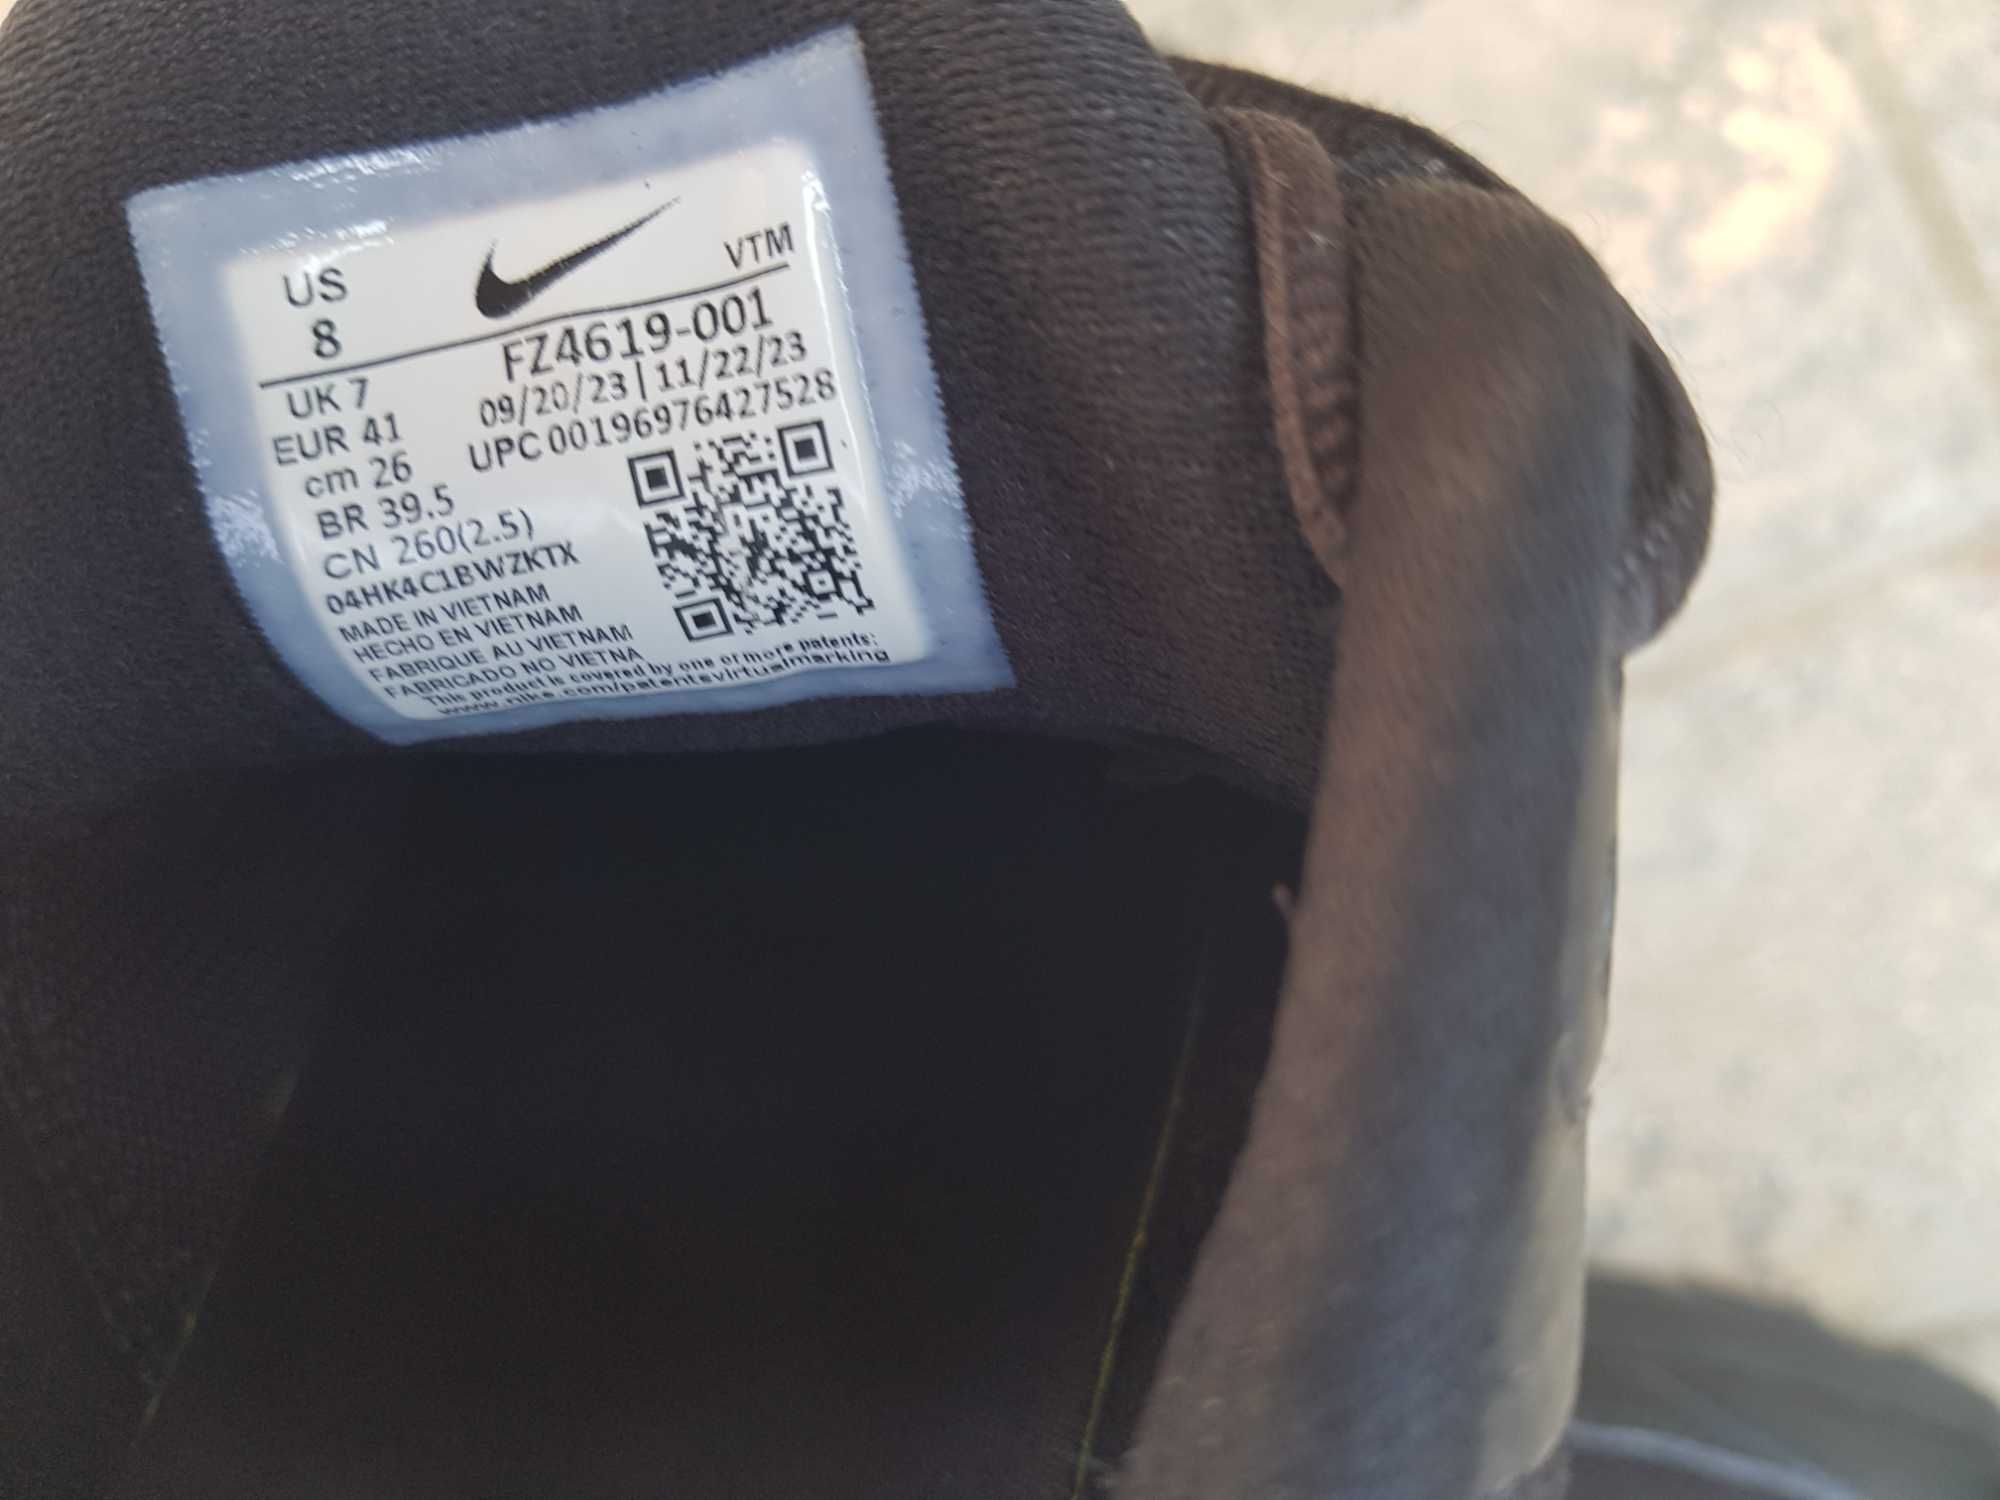 US
8
VTM
FZ4619-001
09/20/23 | 11/22/23
UPC 00196976427528
UK 7
EUR 41
cm 26
BR 39.5
CN 260(2.5)
04HK4C1BWZKTX
MADE IN VIETNAM
HECHO EN VIETNAM
FABRIQUE AU VIETNAM
FABRICADO NO VIETNA
This product is covered by one or more patents:
www.nike.com/patentsvirtualmarking